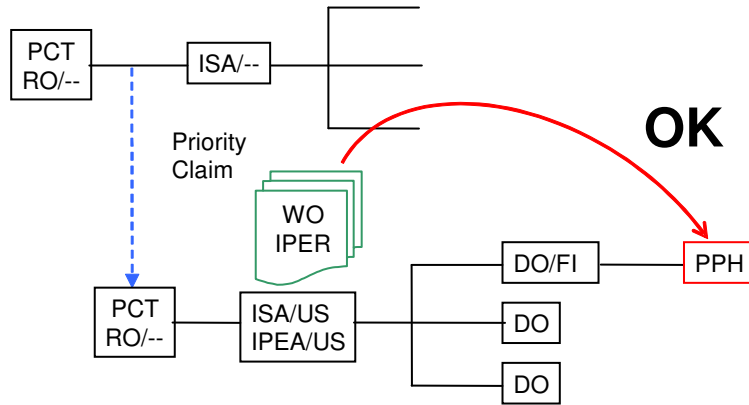 PCT
RO/--
ISA/--
OK
Priority
Claim
WO
IPER
DO/FI
PPH
PCT
RO/--
ISA/US
IPEA/US
DO
DO